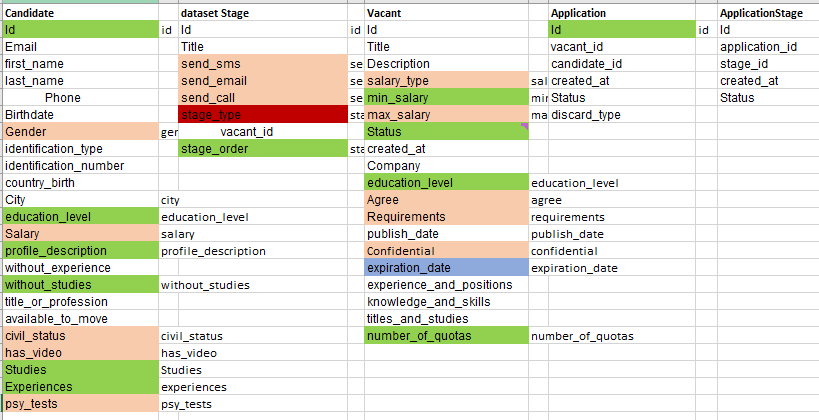 Candidate dataset Stage Vacant Application ApplicationStage
Id id Id Id Id id Id
Email Title Title vacant_id application_id
first_name send_sms se Description candidate_id stage_id
last_name send_email se salary_type sal created_at created_at
Phone send_call se min_salary min Status Status
Birthdate stage_type sta max_salary ma discard_type
Gender gen vacant_id Status
identification_type stage_order sta created_at
identification_number Company
country_birth education_level education_level
City city Agree agree
education_level education_level Requirements requirements
Salary salary publish_date publish_date
profile_description profile_description Confidential confidential
without_experience expiration_date expiration_date
without_studies without_studies experience_and_positions
title_or_profession knowledge_and_skills
available_to_move titles_and_studies
civil_status civil_status number_of_quotas number_of_quotas
has_video has_video
Studies Studies
Experiences experiences
psy_tests psy_tests